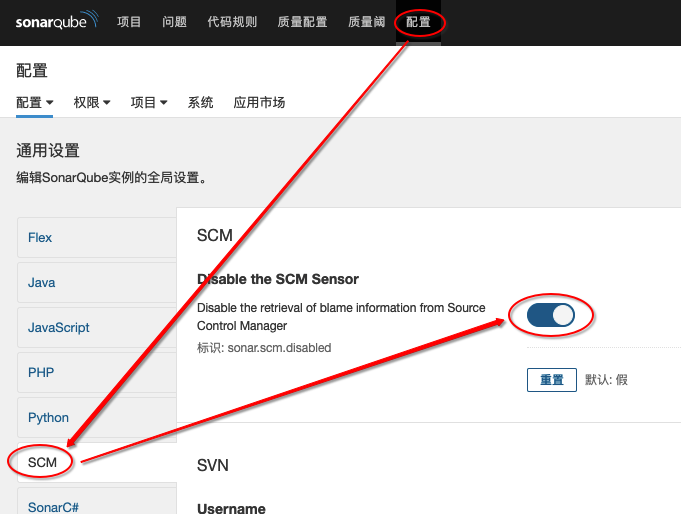 sonarqube 项目 问题 代码规则 质量配置 质量阈 配置
配置
配置 权限 项目 系统 应用市场
通用设置
编辑SonarQube实例的全局设置。
Flex
Java
JavaScript
PHP
Python
SCM
SonarC#
SCM
Disable the SCM Sensor
Disable the retrieval of blame information from Source
Control Manager
标识: sonar.scm.disabled
重置 默认: 假
SVN
Username